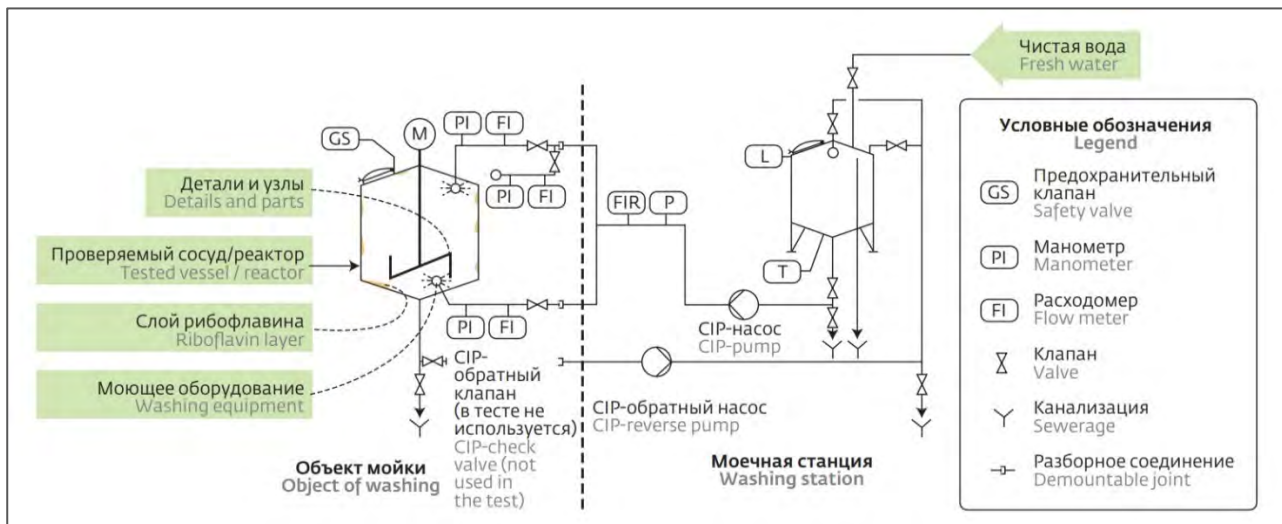 Чистая вода
Fresh water
GS
M
PI
FI
PI
FI
L
FIR
P
T
PI
FI
Детали и узлы
Details and parts
Проверяемый сосуд/реактор
Tested vessel / reactor
Слой рибофлавина
Riboflavin layer
Моющее оборудование
Washing equipment
CIP-
обратный
клапан
(в тесте не
используется)
CIP-check
valve (not
used in
the test)
CIP-насос
CIP-pump
CIP-обратный насос
CIP-reverse pump
Объект мойки
Object of washing
Моечная станция
Washing station
Условные обозначения
Legend
GS
Предохранительный
клапан
Safety valve
PI
Манометр
Manometer
FI
Расходомер
Flow meter
Клапан
Valve
Канализация
Sewerage
Разборное соединение
Demountable joint